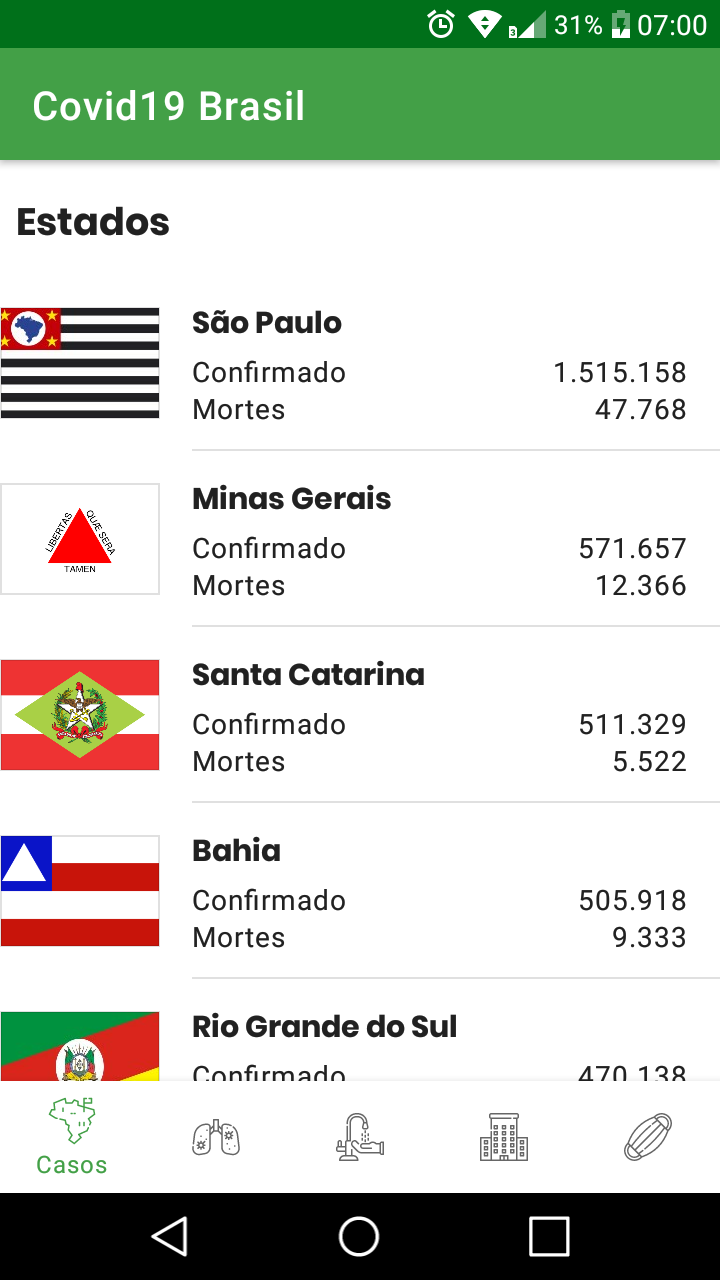 31% 07:00
Covid19 Brasil
Estados
São Paulo
Confirmado 1.515.158
Mortes 47.768
Minas Gerais
Confirmado 571.657
Mortes 12.366
LIBERTAS QUÆ SERA
TAMEN
Santa Catarina
Confirmado 511.329
Mortes 5.522
Bahia
Confirmado 505.918
Mortes 9.333
Rio Grande do Sul
Confirmado 470.138
Casos